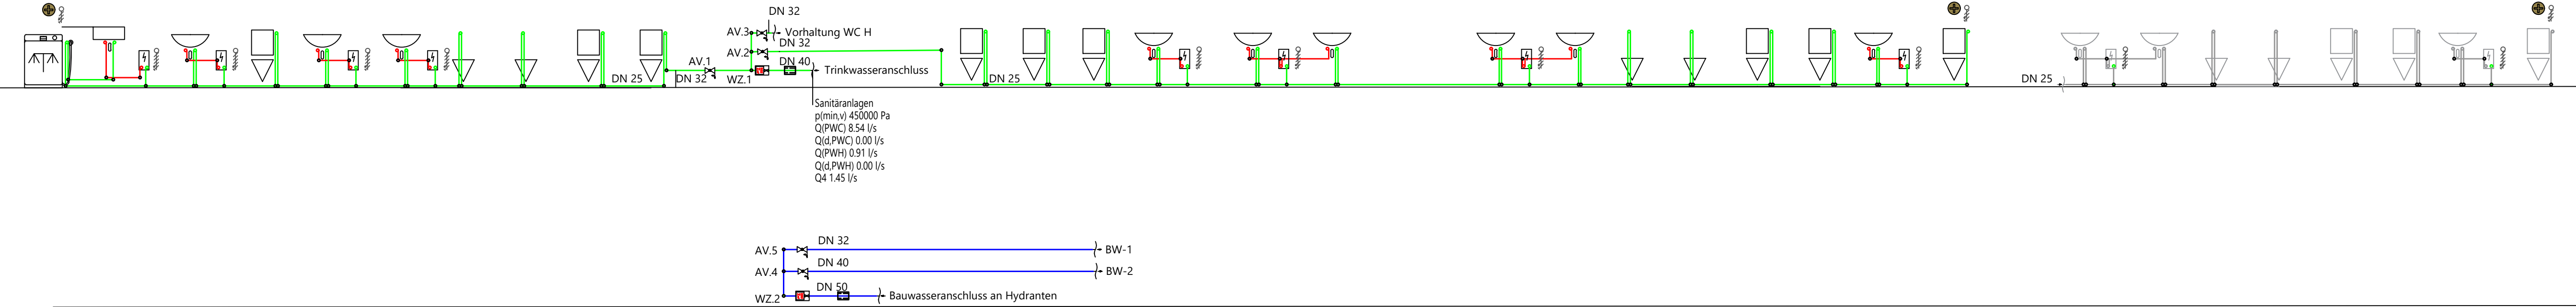 DN 32
AV.3
Vorhaltung WC H
DN 32
AV.2
AV.1
DN 40
Trinkwasseranschluss
DN 25
DN 32
WZ.1
DN 25
DN 25
Sanitäranlagen
p(min,v) 450000 Pa
Q(PWC) 8.54 l/s
Q(d,PWC) 0.00 l/s
Q(PWH) 0.91 l/s
Q(d,PWH) 0.00 l/s
Q4 1.45 l/s
DN 32
AV.5
BW-1
DN 40
AV.4
BW-2
DN 50
WZ.2
Bauwasseranschluss an Hydranten